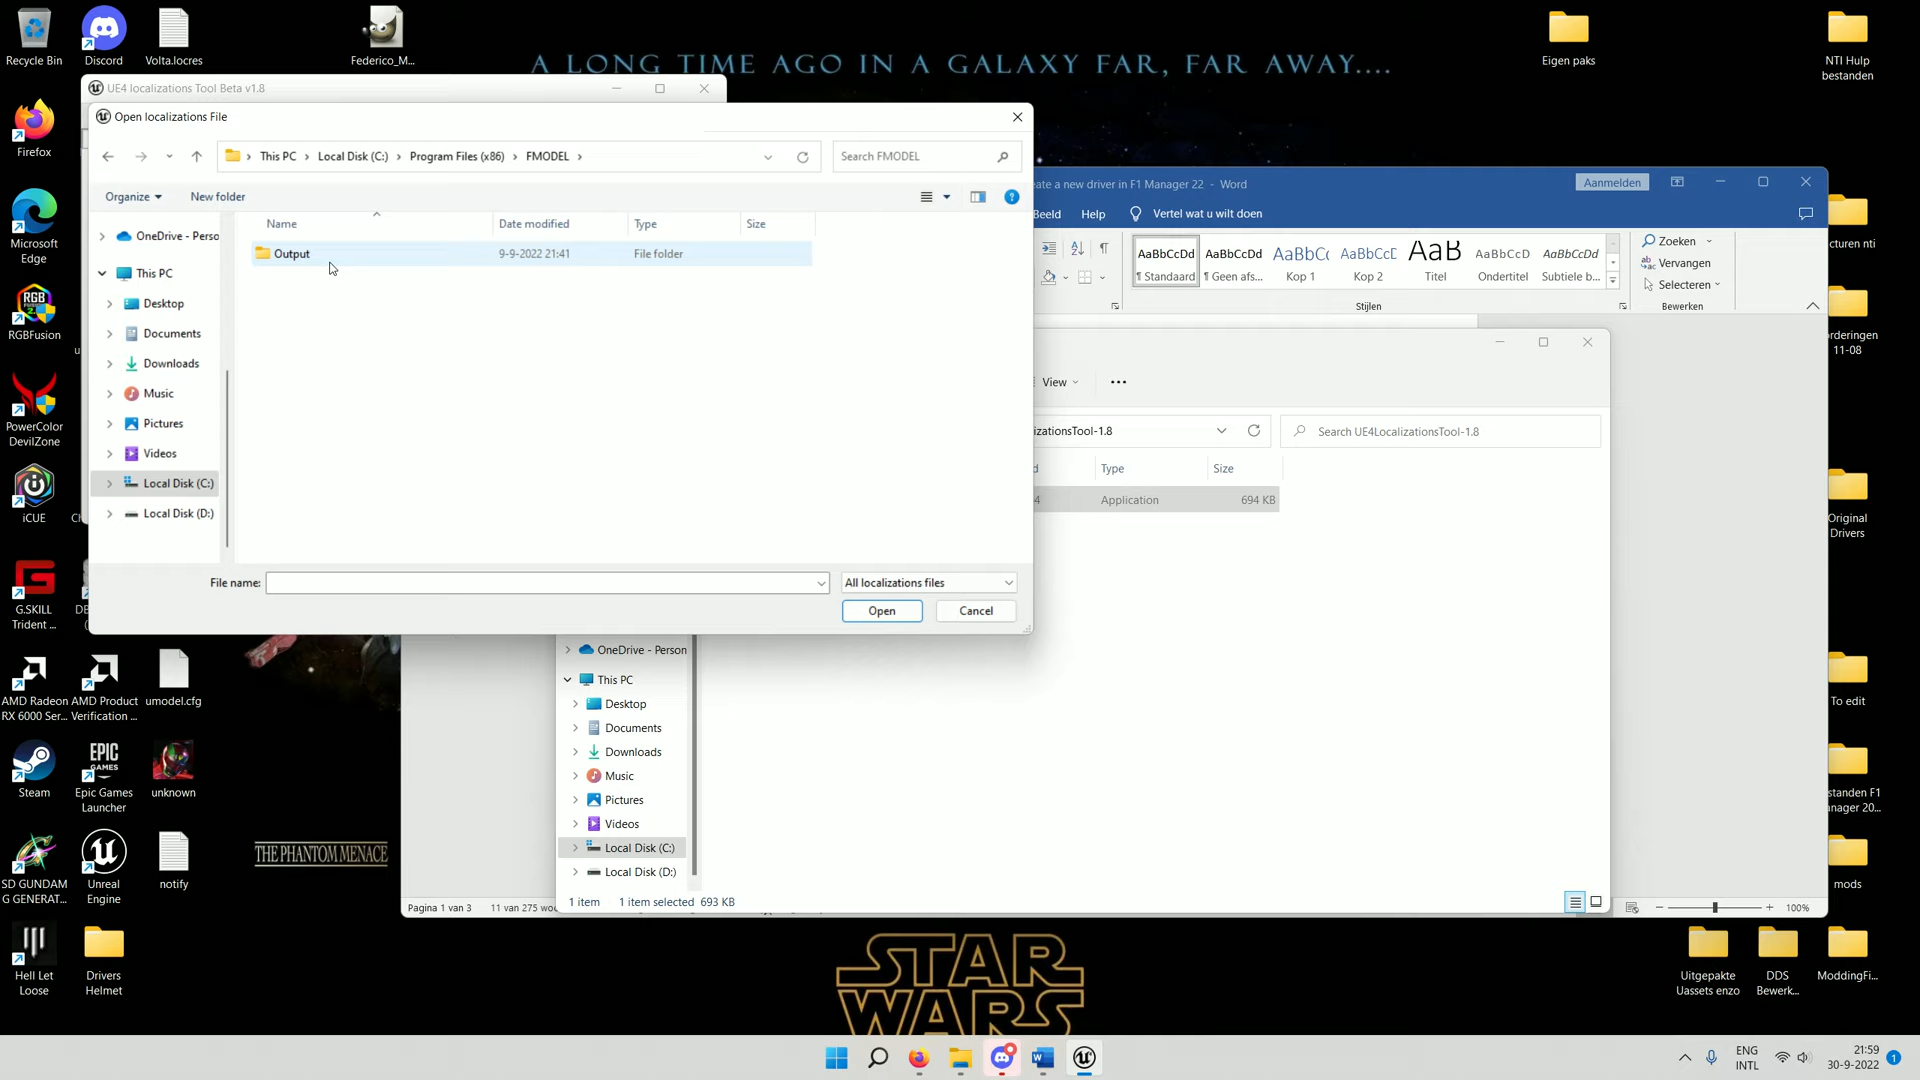 Recycle Bin
Discord
Volta.locres
Federico_M...
A LONG TIME AGO IN A GALAXY FAR, FAR AWAY....
Eigen paks
NTI Hulp
bestanden
UE4 localizations Tool Beta v1.8
Open localizations File
This PC > Local Disk (C:) > Program Files (x86) > FMODEL >
Search FMODEL
Organize
New folder
Name
Date modified
Type
Size
Output
9-9-2022 21:41
File folder
OneDrive - Perso
This PC
Desktop
Documents
Downloads
Music
Pictures
Videos
Local Disk (C:)
Local Disk (D:)
File name:
All localizations files
Open
Cancel
Firefox
Microsoft
Edge
RGBFusion
PowerColor
DevilZone
iCUE
G.SKILL
Trident ...
AMD Radeon
RX 6000 Ser...
AMD Product
Verification ...
umodel.cfg
Steam
Epic Games
Launcher
unknown
SD GUNDAM
G GENERAT...
Unreal
Engine
notify
THE PHANTOM MENACE
Hell Let
Loose
Drivers
Helmet
eate a new driver in F1 Manager 22 - Word
Aanmelden
Beeld
Help
Vertel wat u wilt doen
AaBbCcDd
¶ Standaard
AaBbCcDd
¶ Geen afs...
AaBbCc
Kop 1
AaBbCcD
Kop 2
AaB
Titel
AaBbCcD
Ondertitel
AaBbCcDd
Subtiele b...
Stijlen
Zoeken
Vervangen
Selecteren
Bewerken
View
izationsTool-1.8
Search UE4LocalizationsTool-1.8
d
Type
Size
4
Application
694 KB
OneDrive - Person
This PC
Desktop
Documents
Downloads
Music
Pictures
Videos
Local Disk (C:)
Local Disk (D:)
1 item
1 item selected 693 KB
Pagina 1 van 3
11 van 275 woo
100%
cturen nti
orderingen
11-08
Original
Drivers
To edit
standen F1
anager 20...
mods
Uitgepakte
Uassets enzo
DDS
Bewerk...
ModdingFi...
STAR
WARS
ENG
INTL
21:59
30-9-2022
1